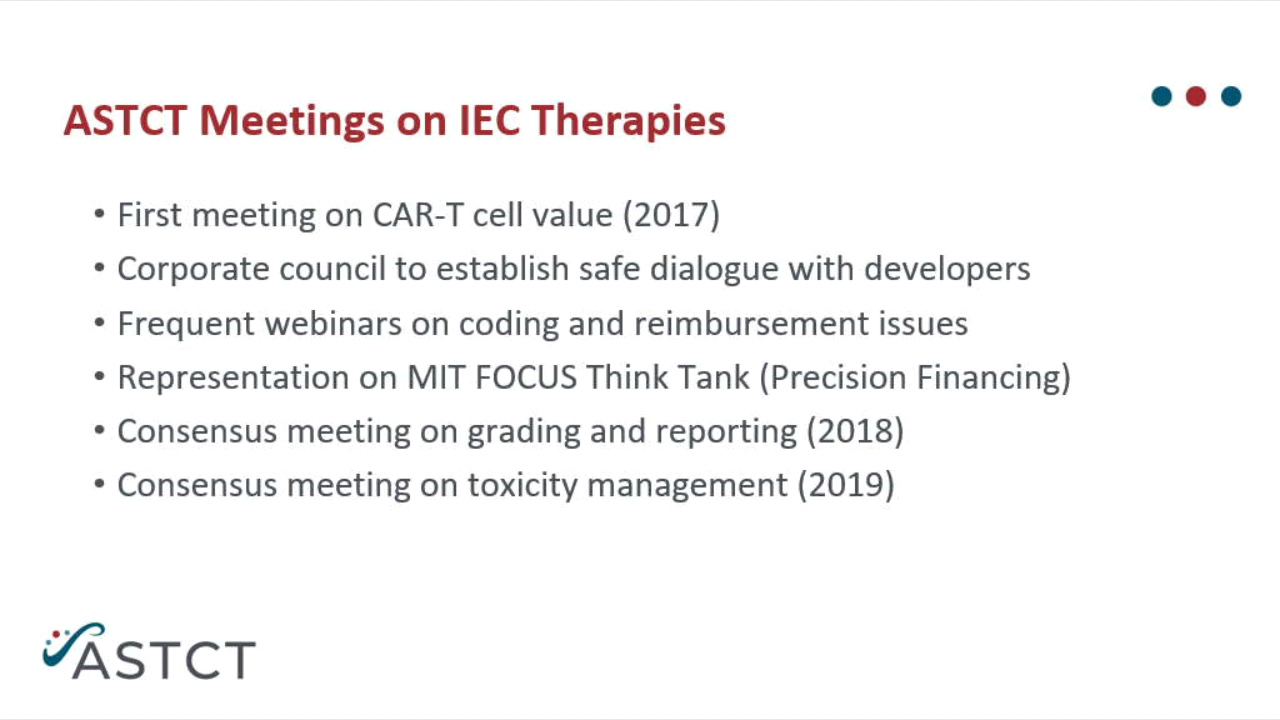 ASTCT Meetings on IEC Therapies
• First meeting on CAR-T cell value (2017)
• Corporate council to establish safe dialogue with developers
• Frequent webinars on coding and reimbursement issues
• Representation on MIT FOCUS Think Tank (Precision Financing)
• Consensus meeting on grading and reporting (2018)
• Consensus meeting on toxicity management (2019)
ASTCT